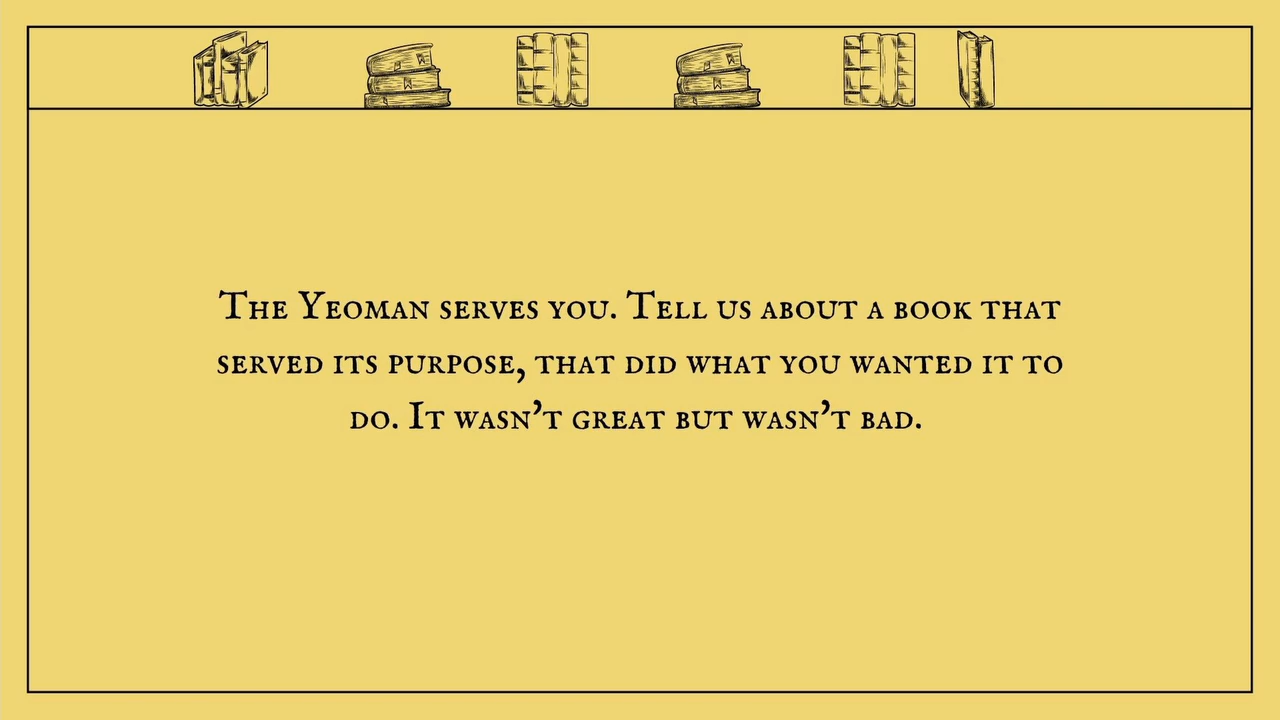 The Yeoman serves you. Tell us about a book that
served its purpose, that did what you wanted it to
do. It wasn’t great but wasn’t bad.